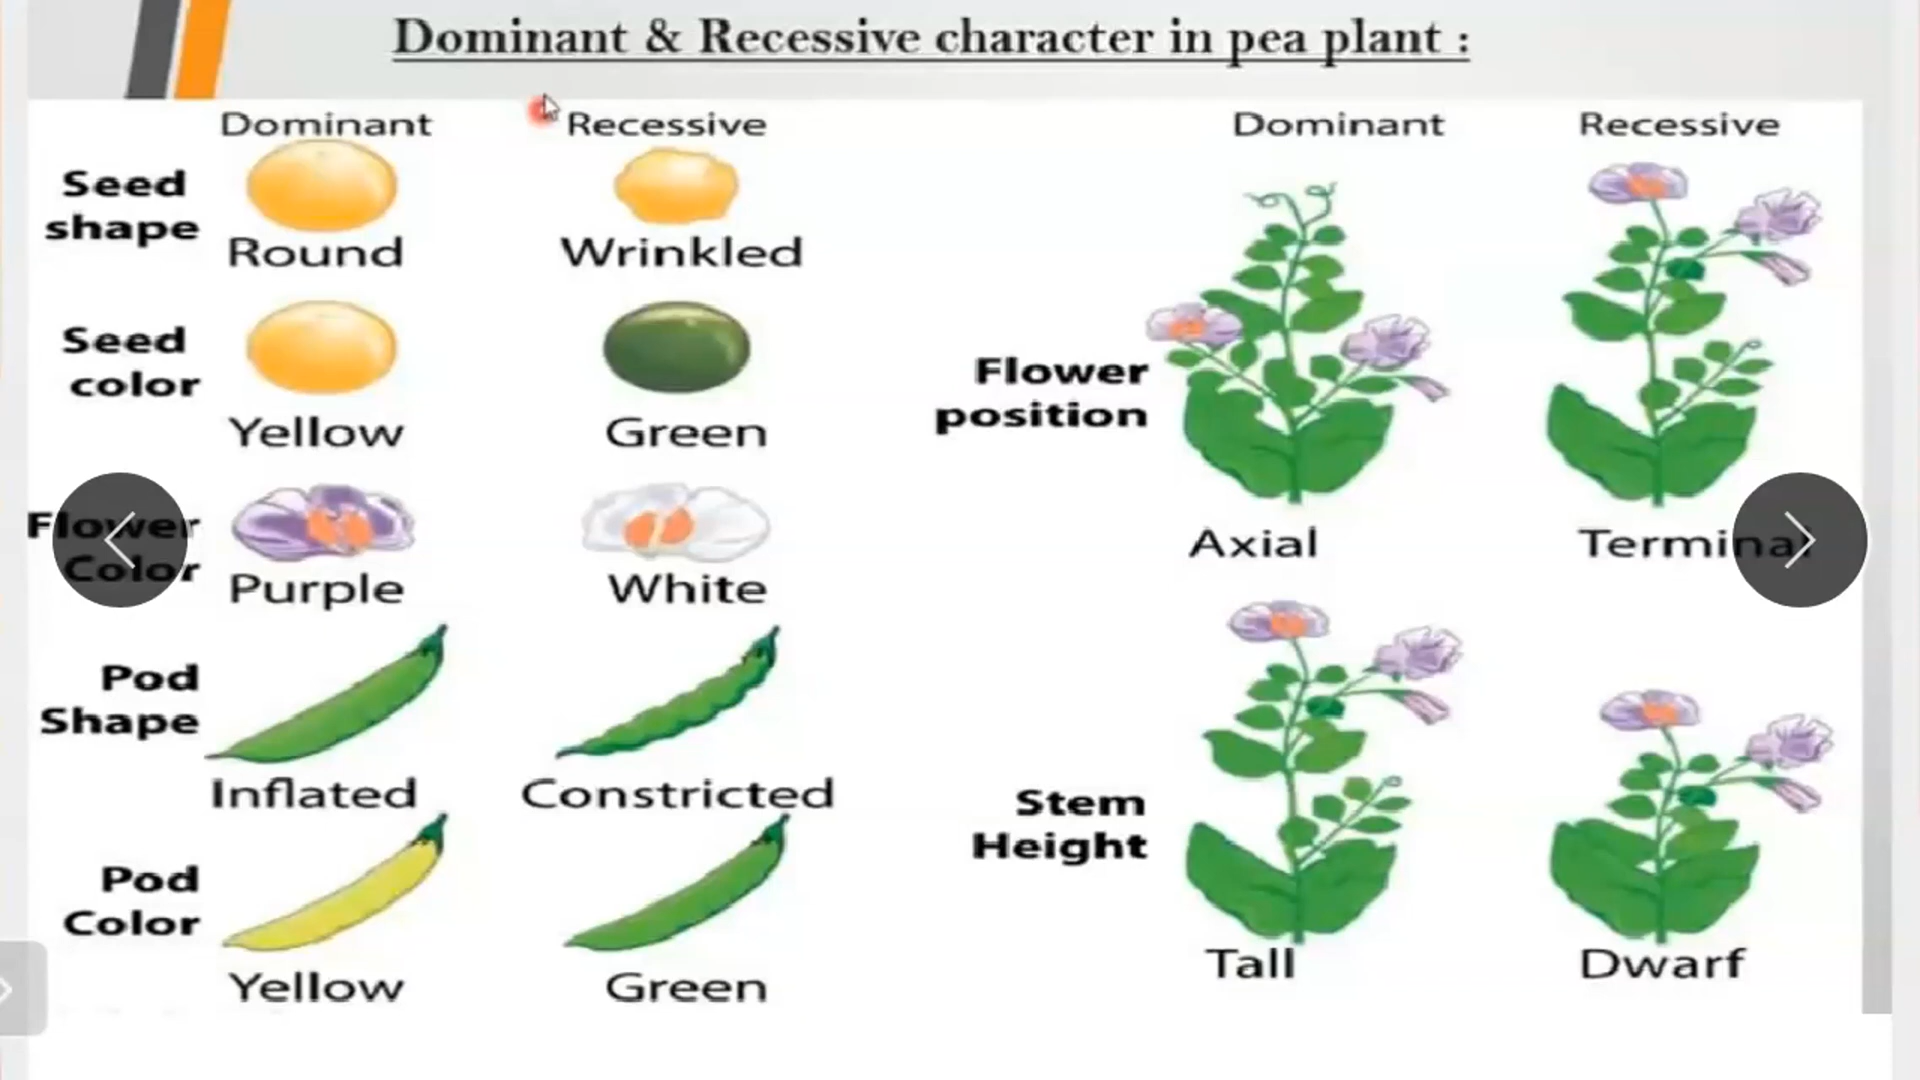 Dominant & Recessive character in pea plant :
Dominant
Recessive
Seed
shape
Round
Wrinkled
Seed
color
Yellow
Green
Flower
Color
Purple
White
Pod
Shape
Inflated
Constricted
Pod
Color
Yellow
Green
Dominant
Recessive
Flower
position
Axial
Terminal
Stem
Height
Tall
Dwarf